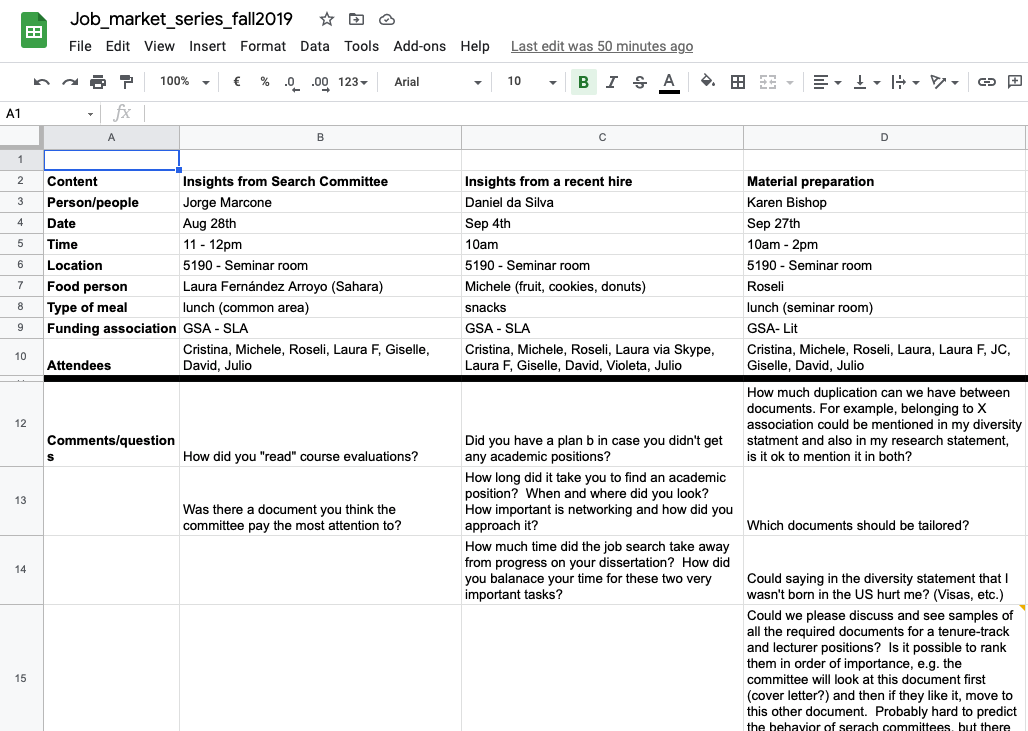 Job_market_series_fall2019
File Edit View Insert Format Data Tools Add-ons Help Last edit was 50 minutes ago
100% € % .0 .00 123 Arial 10 B I S A
A1 fx
A B C D
1
2 Content Insights from Search Committee Insights from a recent hire Material preparation
3 Person/people Jorge Marcone Daniel da Silva Karen Bishop
4 Date Aug 28th Sep 4th Sep 27th
5 Time 11 - 12pm 10am 10am - 2pm
6 Location 5190 - Seminar room 5190 - Seminar room 5190 - Seminar room
7 Food person Laura Fernández Arroyo (Sahara) Michele (fruit, cookies, donuts) Roseli
8 Type of meal lunch (common area) snacks lunch (seminar room)
9 Funding association GSA - SLA GSA - SLA GSA- Lit
10 Attendees
Cristina, Michele, Roseli, Laura F, Giselle,
David, Julio
Cristina, Michele, Roseli, Laura via Skype,
Laura F, Giselle, David, Violeta, Julio
Cristina, Michele, Roseli, Laura, Laura F, JC,
Giselle, David, Julio
12
Comments/question
s
How did you "read" course evaluations?
Did you have a plan b in case you didn't get
any academic positions?
How much duplication can we have between
documents. For example, belonging to X
association could be mentioned in my diversity
statment and also in my research statement,
is it ok to mention it in both?
13
Was there a document you think the
committee pay the most attention to?
How long did it take you to find an academic
position? When and where did you look?
How important is networking and how did you
approach it?
Which documents should be tailored?
14
How much time did the job search take away
from progress on your dissertation? How did
you balanace your time for these two very
important tasks?
Could saying in the diversity statement that I
wasn't born in the US hurt me? (Visas, etc.)
15
Could we please discuss and see samples of
all the required documents for a tenure-track
and lecturer positions? Is it possible to rank
them in order of importance, e.g. the
committee will look at this document first
(cover letter?) and then if they like it, move to
this other document. Probably hard to predict
the behavior of serach committees, but there